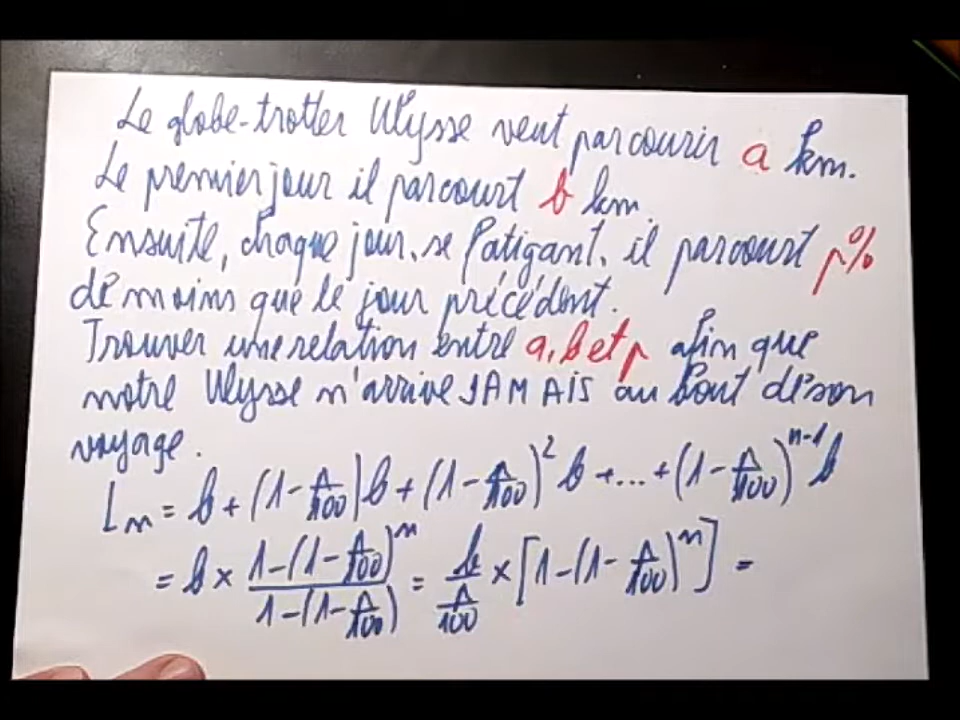 Le globe-trotter Ulysse veut parcourir a km.
Le premier jour il parcourt b km.
Ensuite, chaque jour, se fatigant, il parcourt p%
de moins que le jour précédent.
Trouver une relation entre a, b et p afin que
notre Ulysse n'arrive JAMAIS au bout de son
voyage.
Ln = b + (1 - p/100)b + (1 - p/100)² b + ... + (1 - p/100)ⁿ⁻¹ b
= b × (1 - (1 - p/100)ⁿ)/(1 - (1 - p/100)) = b/(p/100) × [1 - (1 - p/100)ⁿ] =